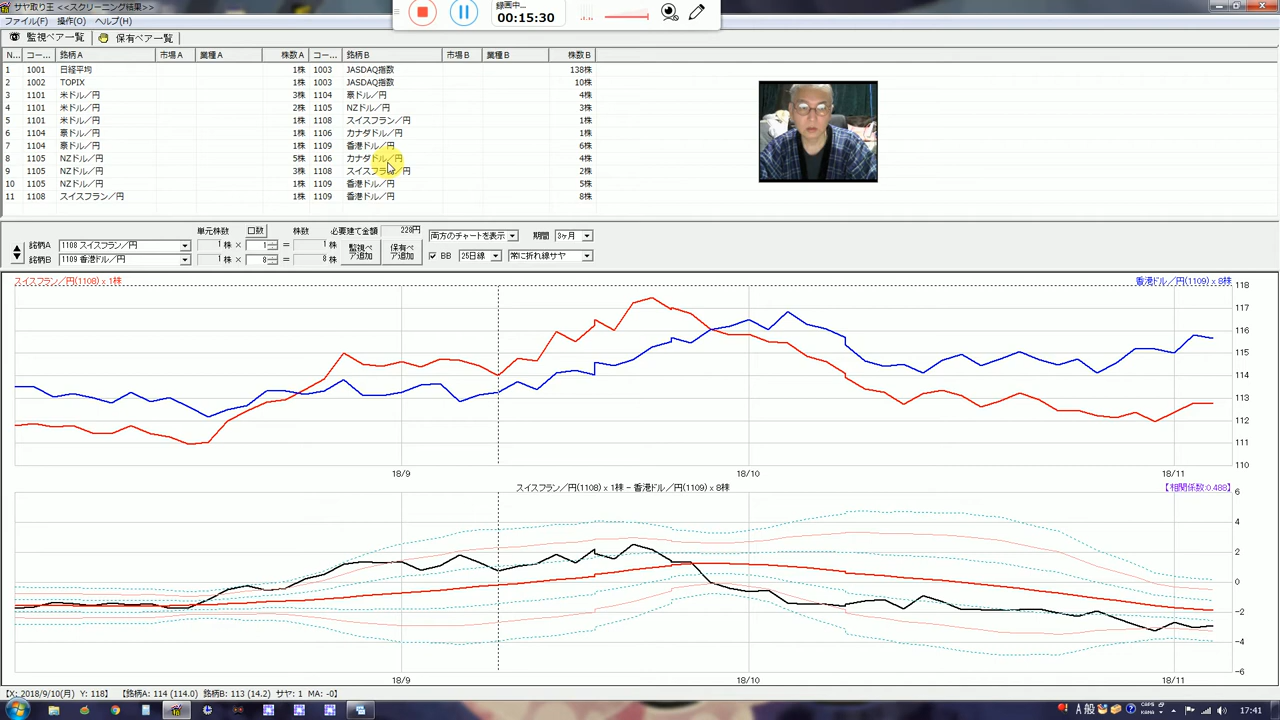 サヤ取り王 <<スクリーニング結果>>
録画中...
00:15:30
ファイル(F) 操作(O) ヘルプ(H)
監視ペア一覧 保有ペア一覧
N... コー... 銘柄A 市場A 業種A 株数A コー... 銘柄B 市場B 業種B 株数B
1 1001 日経平均 1株 1003 JASDAQ指数 138株
2 1002 TOPIX 1株 1003 JASDAQ指数 10株
3 1101 米ドル/円 3株 1104 豪ドル/円 4株
4 1101 米ドル/円 2株 1105 NZドル/円 3株
5 1101 米ドル/円 1株 1108 スイスフラン/円 1株
6 1104 豪ドル/円 1株 1106 カナダドル/円 1株
7 1104 豪ドル/円 1株 1109 香港ドル/円 6株
8 1105 NZドル/円 5株 1106 カナダドル/円 4株
9 1105 NZドル/円 3株 1108 スイスフラン/円 2株
10 1105 NZドル/円 1株 1109 香港ドル/円 5株
11 1108 スイスフラン/円 1株 1109 香港ドル/円 8株
単元株数 口数 株数 必要建て金額 228円 両方のチャートを表示 期間 3ヶ月
銘柄A 1108 スイスフラン/円 1株 × 1 = 1株 監視ペア追加 保有ペア追加
銘柄B 1109 香港ドル/円 1株 × 8 = 8株 BB 25日線 常に折れ線サヤ
スイスフラン/円(1108) x 1株 香港ドル/円(1109) x 8株
118
117
116
115
114
113
112
111
110
18/9 18/10 18/11
スイスフラン/円(1108) x 1株 - 香港ドル/円(1109) x 8株 【相関係数:0.488】
6
4
2
0
-2
-4
-6
18/9 18/10 18/11
[X: 2018/9/10(月) Y: 118] 【銘柄A: 114 (114.0) 銘柄B: 113 (14.2) サヤ: 1 MA: -0】
A 般 CAPS KANA 17:41